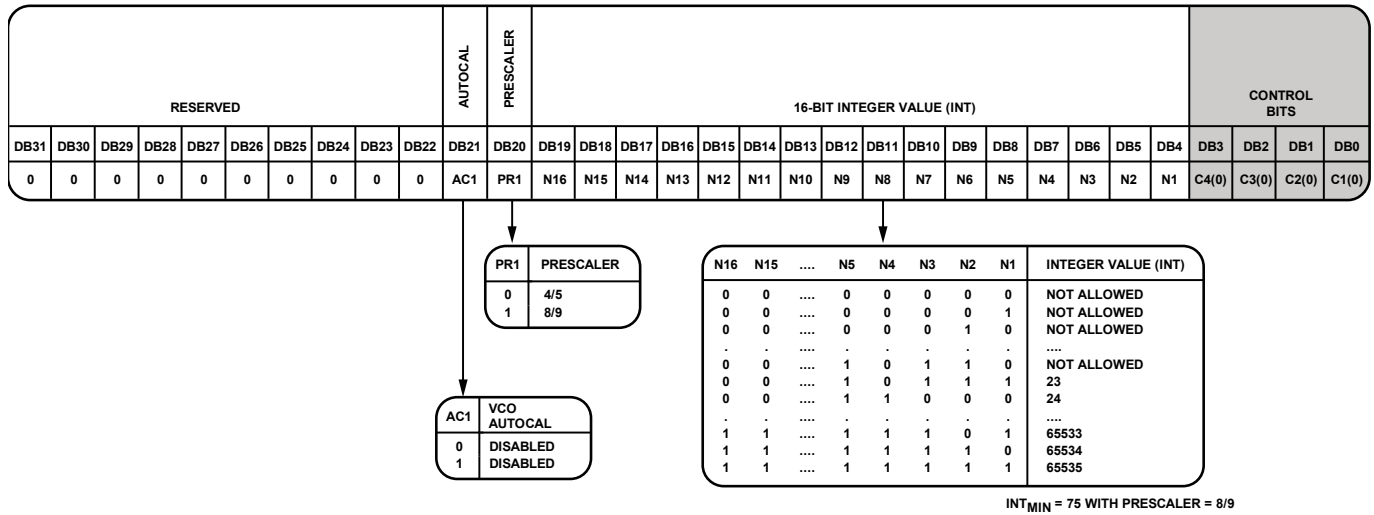 RESERVED AUTOCAL PRESCALER 16-BIT INTEGER VALUE (INT) CONTROL BITS
DB31 DB30 DB29 DB28 DB27 DB26 DB25 DB24 DB23 DB22 DB21 DB20 DB19 DB18 DB17 DB16 DB15 DB14 DB13 DB12 DB11 DB10 DB9 DB8 DB7 DB6 DB5 DB4 DB3 DB2 DB1 DB0
0 0 0 0 0 0 0 0 0 0 AC1 PR1 N16 N15 N14 N13 N12 N11 N10 N9 N8 N7 N6 N5 N4 N3 N2 N1 C4(0) C3(0) C2(0) C1(0)
PR1 PRESCALER
0 4/5
1 8/9
AC1 VCO AUTOCAL
0 DISABLED
1 DISABLED
N16 N15 .... N5 N4 N3 N2 N1 INTEGER VALUE (INT)
0 0 .... 0 0 0 0 0 NOT ALLOWED
0 0 .... 0 0 0 0 1 NOT ALLOWED
0 0 .... 0 0 0 1 0 NOT ALLOWED
. . .... . . . . . ....
0 0 .... 1 0 1 1 0 NOT ALLOWED
0 0 .... 1 0 1 1 1 23
0 0 .... 1 1 0 0 0 24
. . .... . . . . . ....
1 1 .... 1 1 1 0 1 65533
1 1 .... 1 1 1 1 0 65534
1 1 .... 1 1 1 1 1 65535
INTMIN = 75 WITH PRESCALER = 8/9